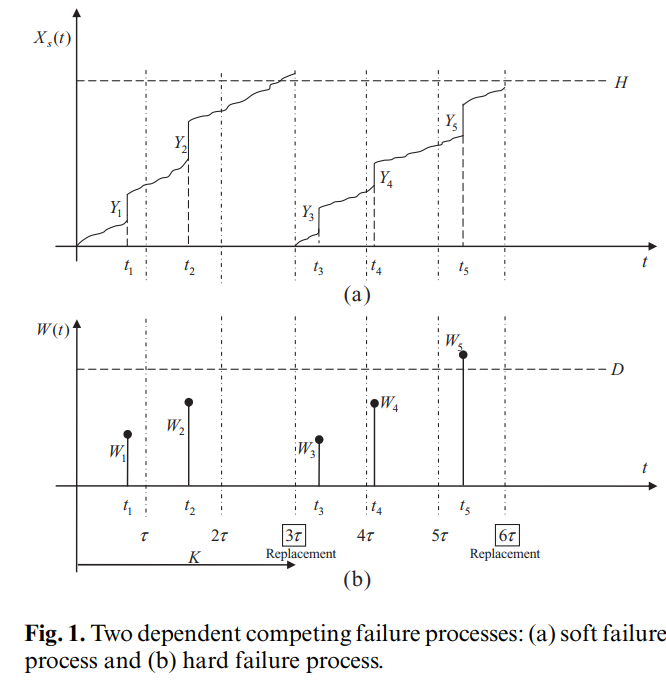 X_s(t)
H
Y_1
Y_2
Y_3
Y_4
Y_5
t_1 t_2 t_3 t_4 t_5 t
(a)
W(t)
D
W_1
W_2
W_3
W_4
W_5
t
t_1 t_2 t_3 t_4 t_5
τ 2τ 3τ 4τ 5τ 6τ
Replacement Replacement
K
(b)
Fig. 1. Two dependent competing failure processes: (a) soft failure
process and (b) hard failure process.